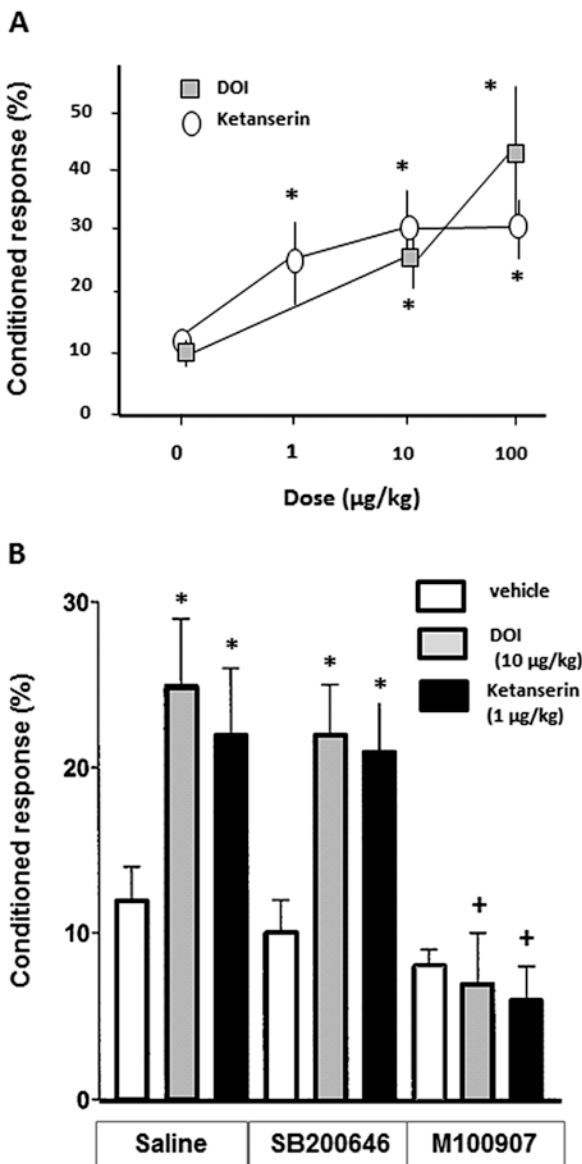 A
Conditioned response (%)
50
40
30
20
10
0
DOI
Ketanserin
*
*
*
*
*
0 1 10 100
Dose (µg/kg)
B
Conditioned response (%)
30
20
10
0
vehicle
DOI
(10 µg/kg)
Ketanserin
(1 µg/kg)
* * * * + +
Saline SB200646 M100907